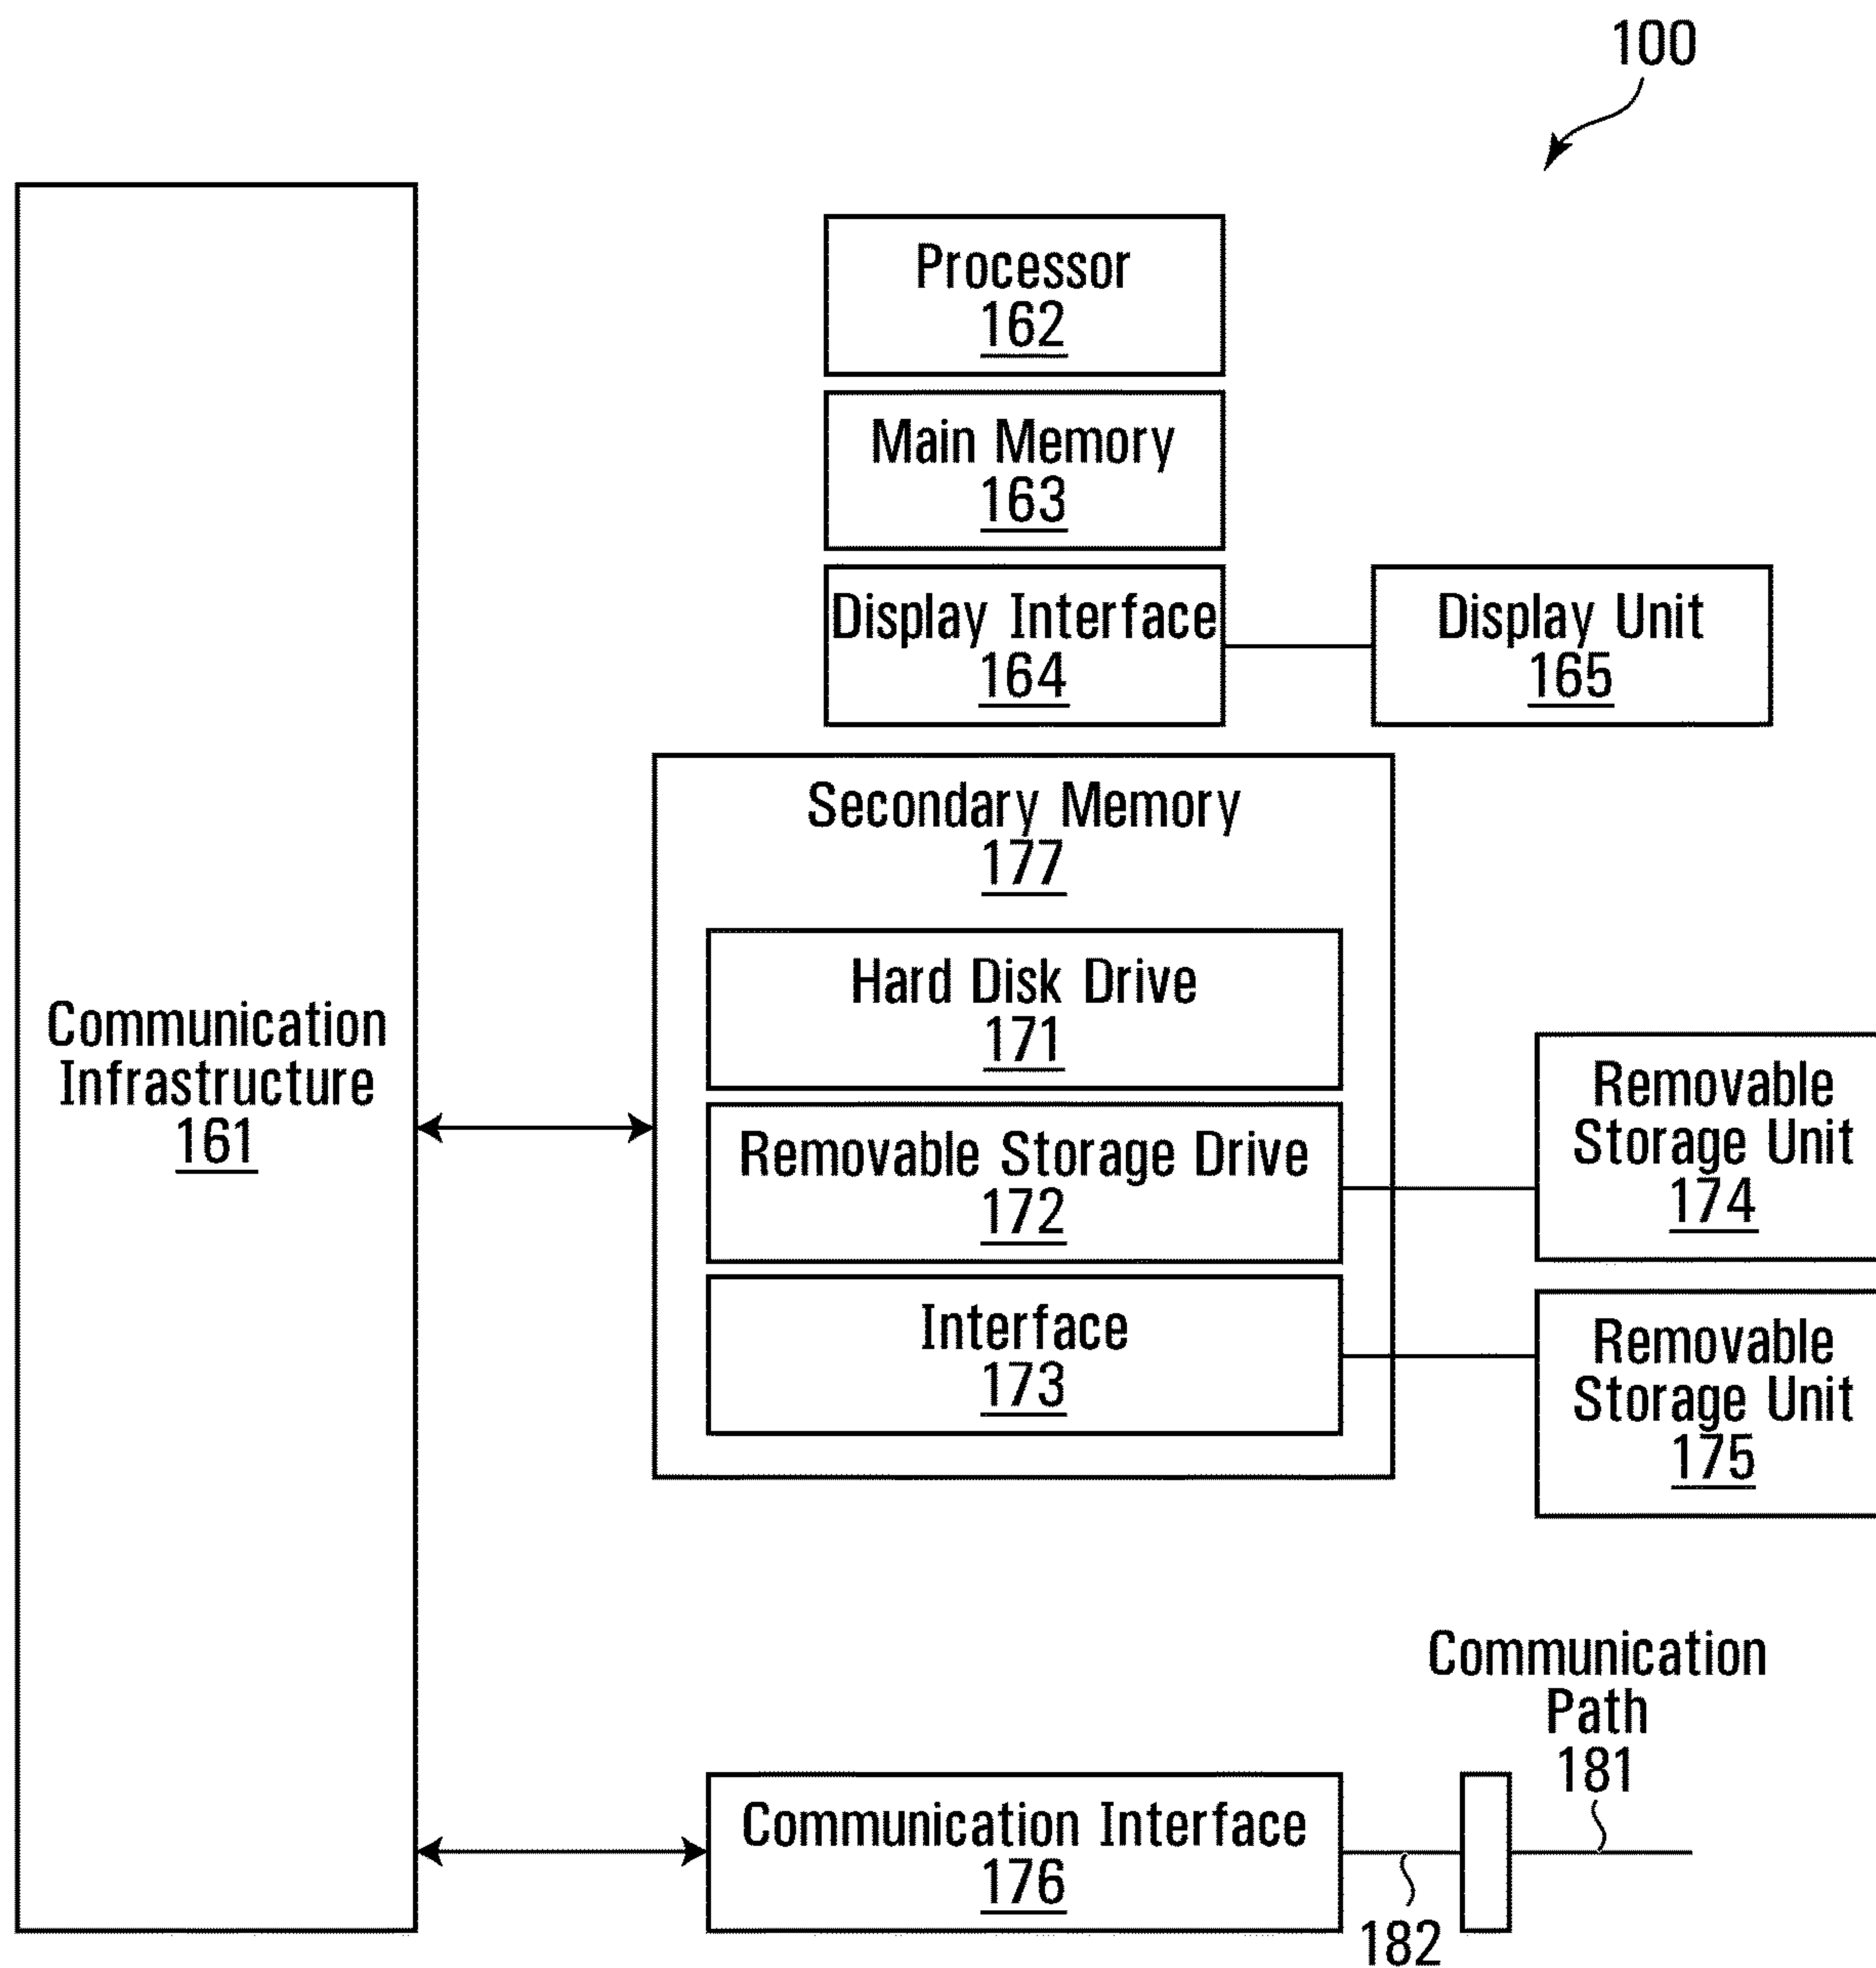 100
Processor
162
Main Memory
163
Display Interface
164
Display Unit
165
Secondary Memory
177
Hard Disk Drive
171
Communication
Infrastructure
161
Removable Storage Drive
172
Removable
Storage Unit
174
Interface
173
Removable
Storage Unit
175
Communication
Path
181
Communication Interface
176
182